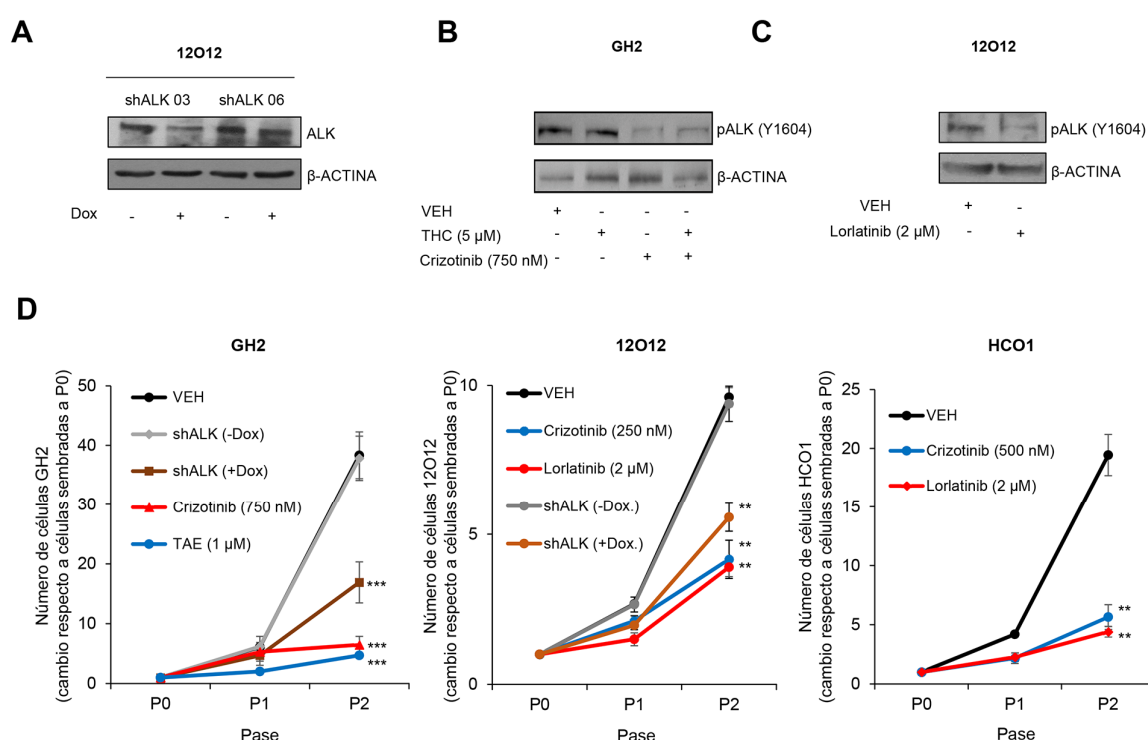 A
12O12
shALK 03 shALK 06
ALK
β-ACTINA
Dox - + - +
B
GH2
pALK (Y1604)
β-ACTINA
VEH + - - -
THC (5 µM) - + - +
Crizotinib (750 nM) - - + +
C
12O12
pALK (Y1604)
β-ACTINA
VEH + -
Lorlatinib (2 µM) - +
D
GH2
Número de células GH2
(cambio respecto a células sembradas a P0)
50
40
30
20
10
0
VEH
shALK (-Dox)
shALK (+Dox)
Crizotinib (750 nM)
TAE (1 µM)
***
***
***
P0 P1 P2
Pase
12O12
Número de células 12O12
(cambio respecto a células sembradas a P0)
10
5
0
VEH
Crizotinib (250 nM)
Lorlatinib (2 µM)
shALK (-Dox.)
shALK (+Dox.)
**
**
**
P0 P1 P2
Pase
HCO1
Número de células HCO1
(cambio respecto a células sembradas a P0)
25
20
15
10
5
0
VEH
Crizotinib (500 nM)
Lorlatinib (2 µM)
**
**
P0 P1 P2
Pase